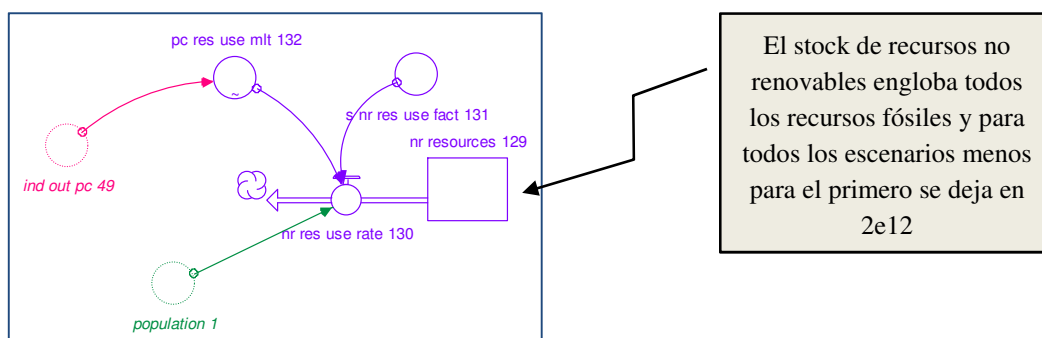 pc res use mlt 132
~
s nr res use fact 131
nr resources 129
ind out pc 49
nr res use rate 130
population 1
El stock de recursos no
renovables engloba todos
los recursos fósiles y para
todos los escenarios menos
para el primero se deja en
2e12